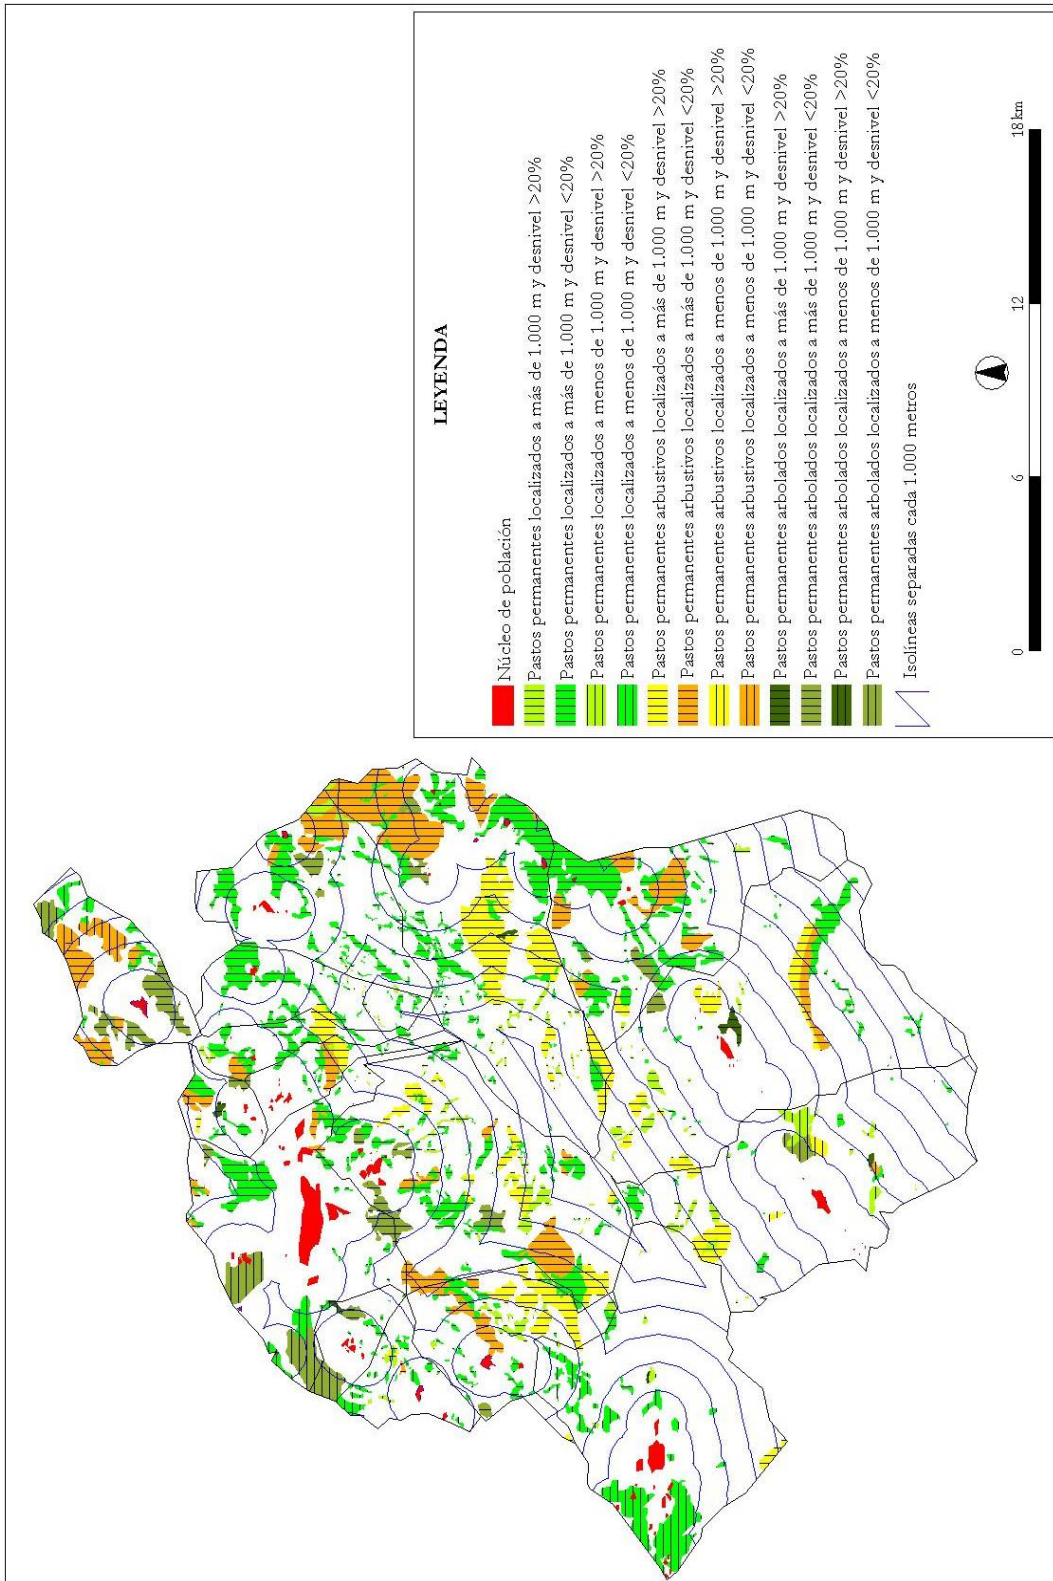 LEYENDA
Núcleo de población
Pastos permanentes localizados a más de 1.000 m y desnivel >20%
Pastos permanentes localizados a más de 1.000 m y desnivel <20%
Pastos permanentes localizados a menos de 1.000 m y desnivel >20%
Pastos permanentes localizados a menos de 1.000 m y desnivel <20%
Pastos permanentes arbustivos localizados a más de 1.000 m y desnivel >20%
Pastos permanentes arbustivos localizados a más de 1.000 m y desnivel <20%
Pastos permanentes arbustivos localizados a menos de 1.000 m y desnivel >20%
Pastos permanentes arbustivos localizados a menos de 1.000 m y desnivel <20%
Pastos permanentes arbolados localizados a más de 1.000 m y desnivel >20%
Pastos permanentes arbolados localizados a más de 1.000 m y desnivel <20%
Pastos permanentes arbolados localizados a menos de 1.000 m y desnivel >20%
Pastos permanentes arbolados localizados a menos de 1.000 m y desnivel <20%
Isolíneas separadas cada 1.000 metros
0 6 12 18 km